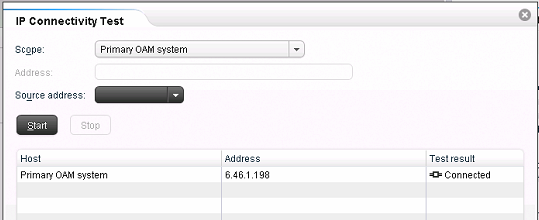 IP Connectivity Test
Scope:
Primary OAM system
Address:
Source address:
Start
Stop
Host Address Test result
Primary OAM system 6.46.1.198 Connected